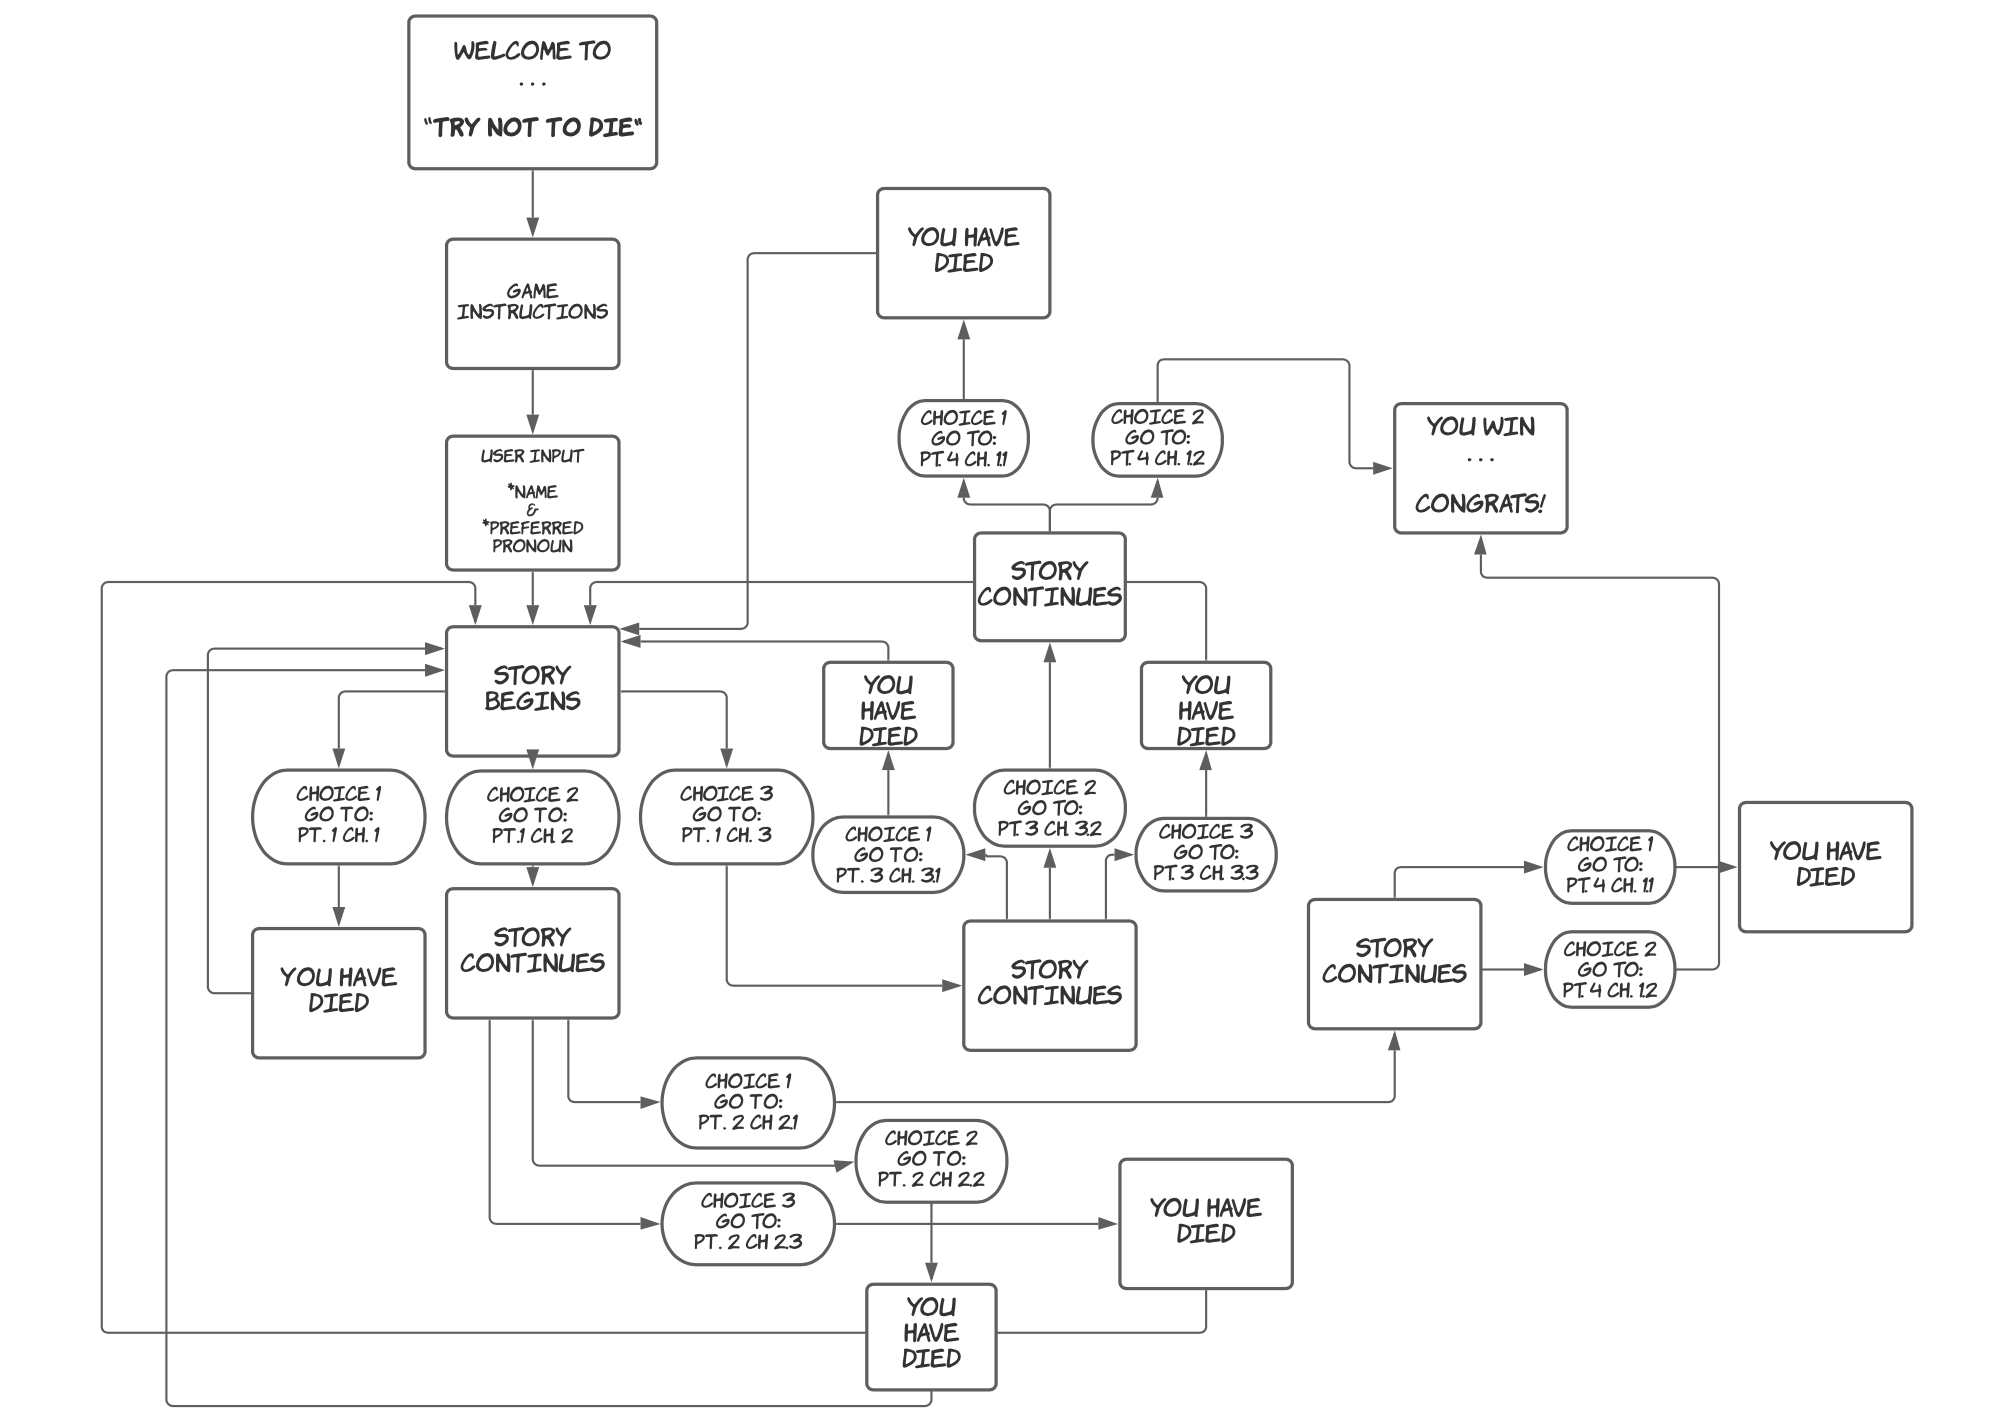 WELCOME TO
...
"TRY NOT TO DIE"
GAME
INSTRUCTIONS
USER INPUT
*NAME
&
*PREFERRED
PRONOUN
YOU HAVE
DIED
CHOICE 1
GO TO:
PT. 4 CH. 1.1
CHOICE 2
GO TO:
PT. 4 CH. 1.2
YOU WIN
...
CONGRATS!
STORY
CONTINUES
STORY
BEGINS
YOU
HAVE
DIED
YOU
HAVE
DIED
CHOICE 1
GO TO:
PT. 1 CH. 1
CHOICE 2
GO TO:
PT.1 CH. 2
CHOICE 3
GO TO:
PT. 1 CH. 3
CHOICE 1
GO TO:
PT. 3 CH. 3.1
CHOICE 2
GO TO:
PT. 3 CH. 3.2
CHOICE 3
GO TO:
PT. 3 CH. 3.3
CHOICE 1
GO TO:
PT. 4 CH. 1.1
YOU HAVE
DIED
YOU HAVE
DIED
STORY
CONTINUES
STORY
CONTINUES
STORY
CONTINUES
CHOICE 2
GO TO:
PT. 4 CH. 1.2
CHOICE 1
GO TO:
PT. 2 CH 2.1
CHOICE 2
GO TO:
PT. 2 CH 2.2
CHOICE 3
GO TO:
PT. 2 CH 2.3
YOU HAVE
DIED
YOU
HAVE
DIED